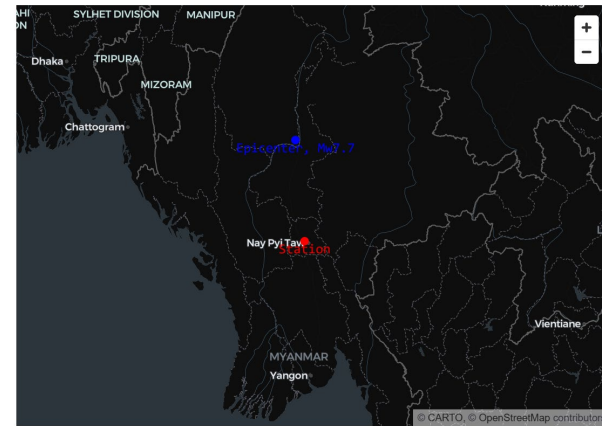 SYLHET DIVISION
MANIPUR
Dhaka
TRIPURA
MIZORAM
Chattogram
Epicenter, Mw7.7
Nay Pyi Taw
Station
Vientiane
MYANMAR
Yangon
+
−
© CARTO, © OpenStreetMap contributors